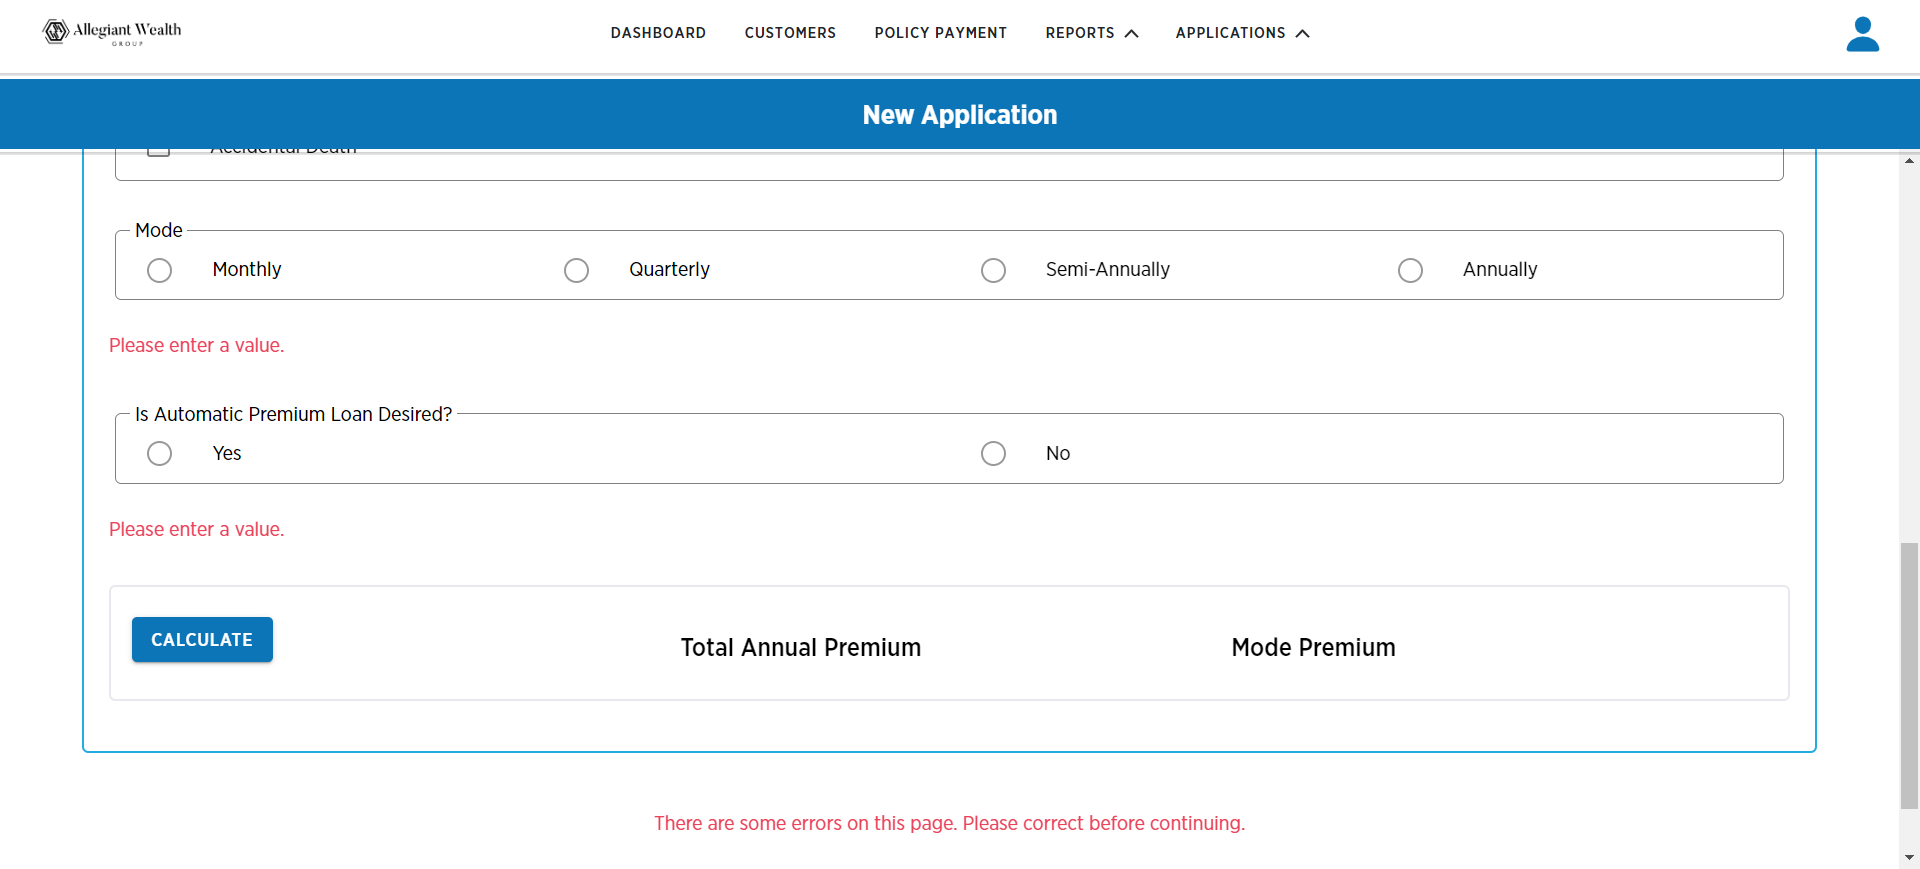 Allegiant Wealth
GROUP
DASHBOARD
CUSTOMERS
POLICY PAYMENT
REPORTS
APPLICATIONS
New Application
Accidental Death
Mode
Monthly
Quarterly
Semi-Annually
Annually
Please enter a value.
Is Automatic Premium Loan Desired?
Yes
No
Please enter a value.
CALCULATE
Total Annual Premium
Mode Premium
There are some errors on this page. Please correct before continuing.